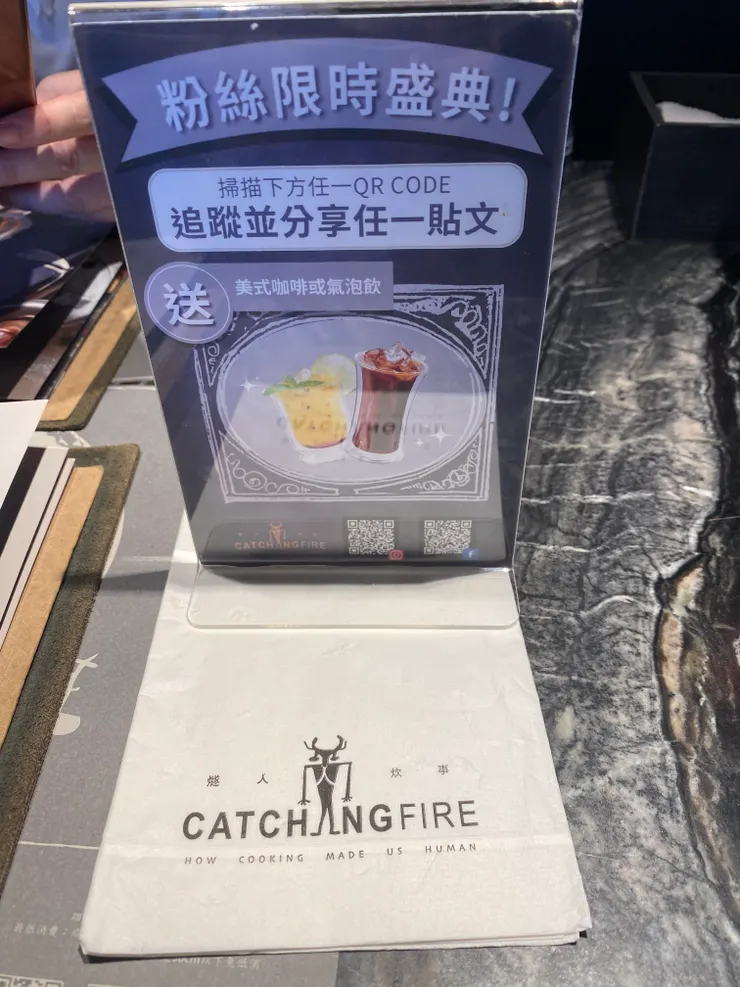 粉絲限時盛典!
掃描下方任一QR CODE
追蹤並分享任一貼文
送
美式咖啡或氣泡飲
CATCHINGFIRE
燧人炊事
CATCHINGFIRE
HOW COOKING MADE US HUMAN